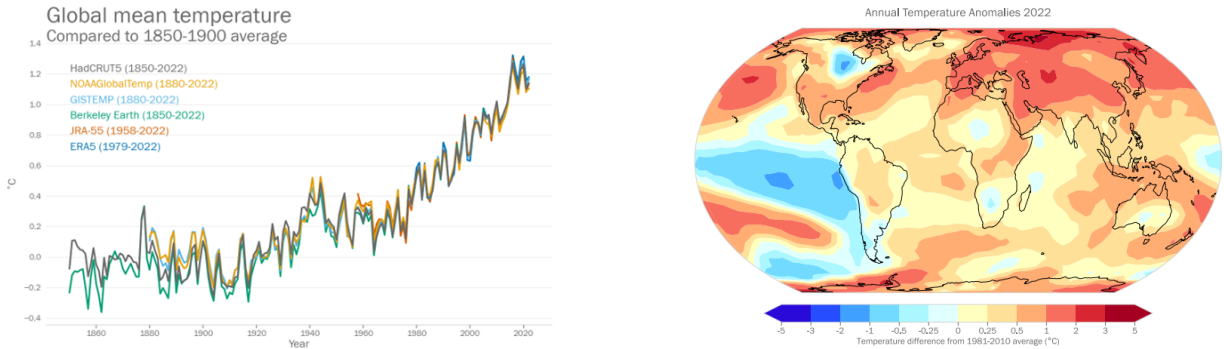 Global mean temperature
Compared to 1850-1900 average
1.4
1.2
1.0
0.8
0.6
0.4
0.2
0.0
−0.2
−0.4
°C
HadCRUT5 (1850-2022)
NOAAGlobalTemp (1880-2022)
GISTEMP (1880-2022)
Berkeley Earth (1850-2022)
JRA-55 (1958-2022)
ERA5 (1979-2022)
1860 1880 1900 1920 1940 1960 1980 2000 2020
Year
Annual Temperature Anomalies 2022
-5 -3 -2 -1 -0.5 -0.25 0 0.25 0.5 1 2 3 5
Temperature difference from 1981-2010 average (°C)